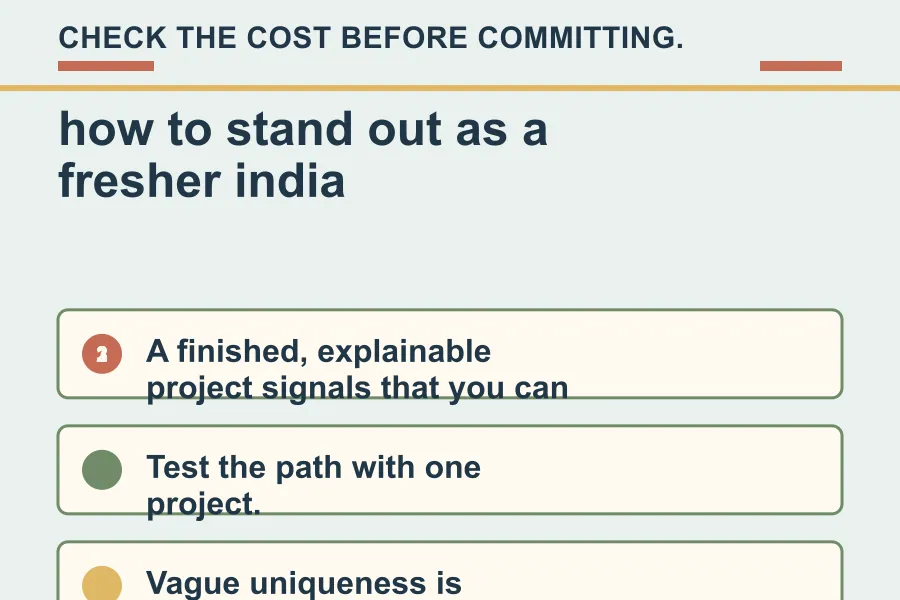 CHECK THE COST BEFORE COMMITTING.
how to stand out as a
fresher india
A finished, explainable
project signals that you can
Test the path with one
project.
Vague uniqueness is